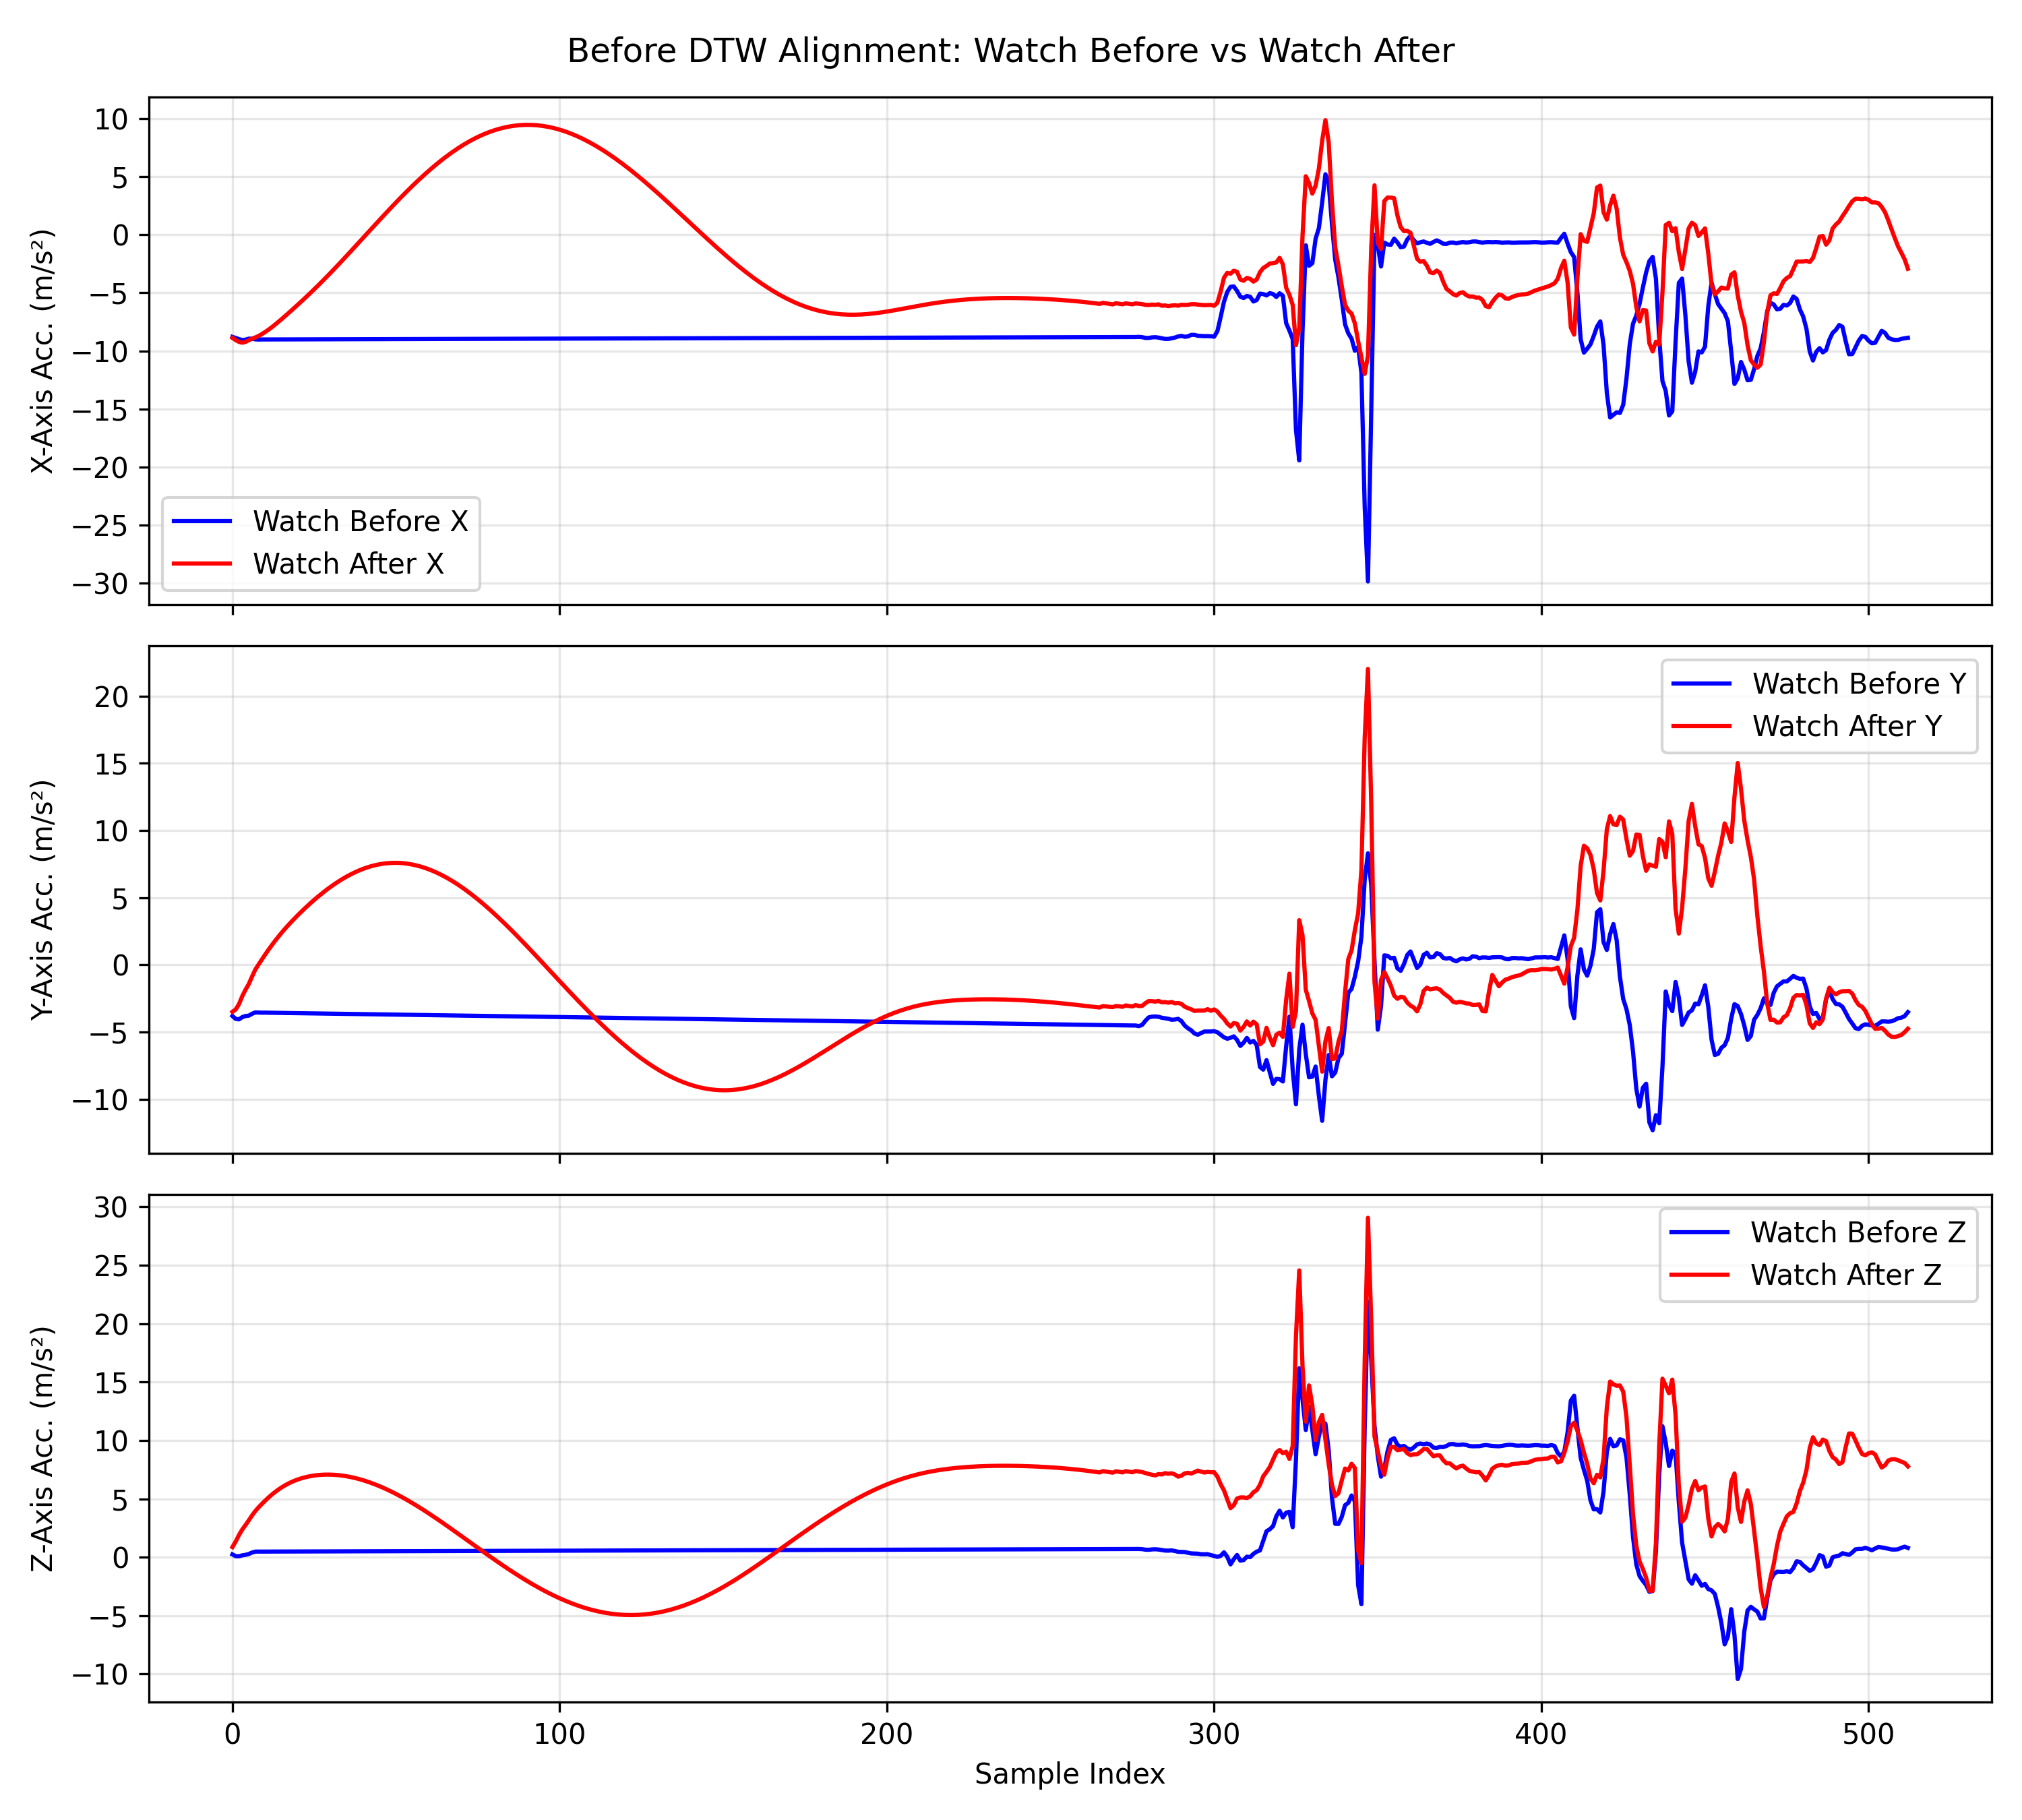 Before DTW Alignment: Watch Before vs Watch After
10
5
0
−5
−10
−15
−20
−25
−30
X-Axis Acc. (m/s²)
Watch Before X
Watch After X
20
15
10
5
0
−5
−10
Y-Axis Acc. (m/s²)
Watch Before Y
Watch After Y
30
25
20
15
10
5
0
−5
−10
Z-Axis Acc. (m/s²)
Watch Before Z
Watch After Z
0 100 200 300 400 500
Sample Index